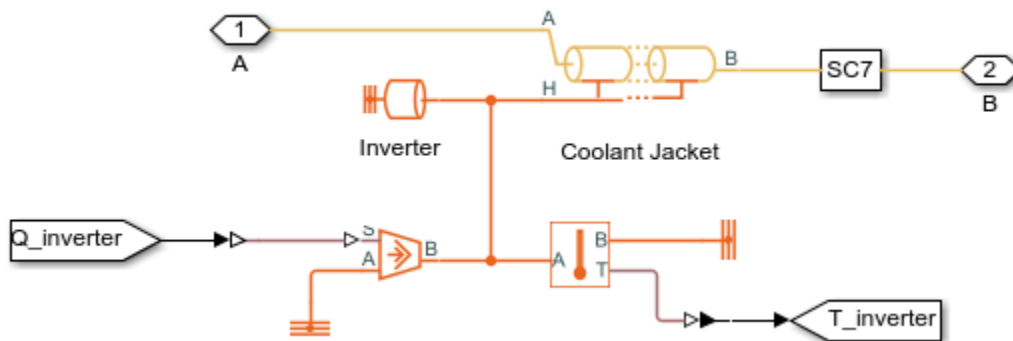 A
1
A
B
SC7
2
B
H
Inverter
Coolant Jacket
Q_inverter
S
A
B
A
B
T
T_inverter